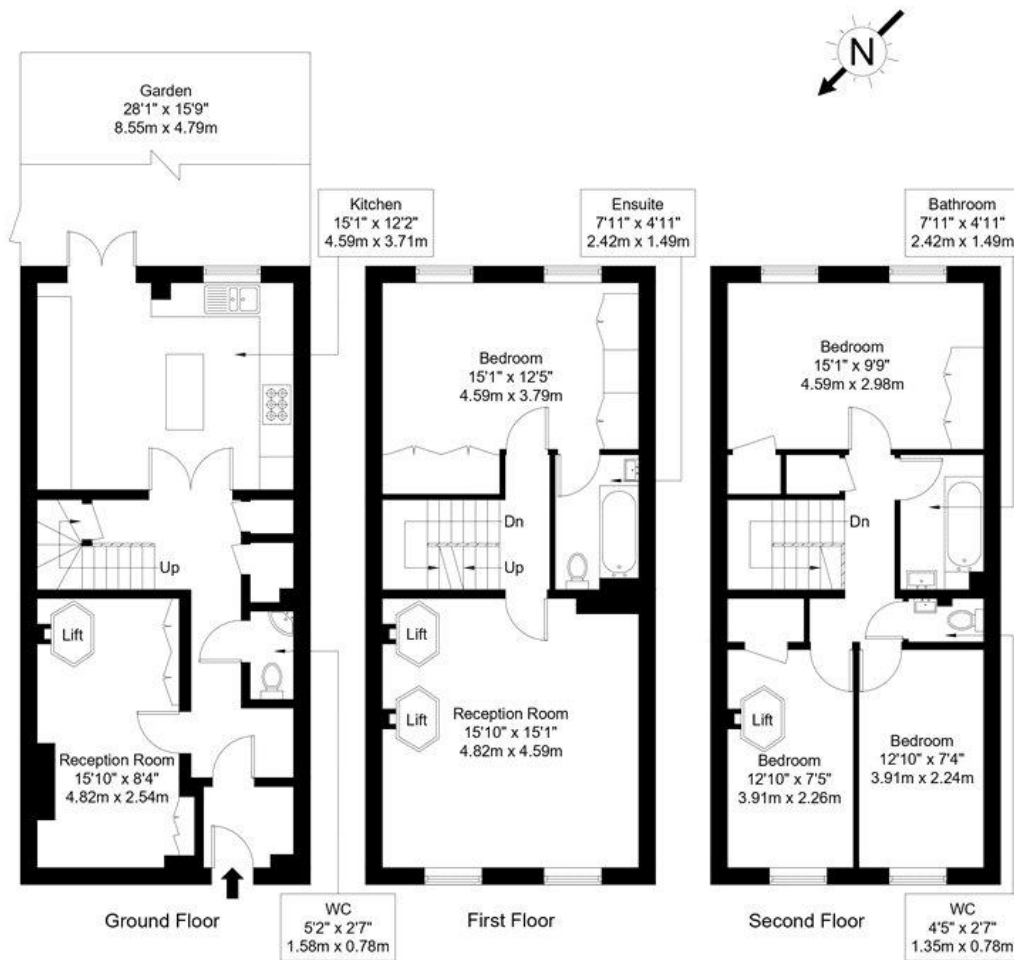 N
Garden
28'1" x 15'9"
8.55m x 4.79m
Kitchen
15'1" x 12'2"
4.59m x 3.71m
Ensuite
7'11" x 4'11"
2.42m x 1.49m
Bathroom
7'11" x 4'11"
2.42m x 1.49m
Bedroom
15'1" x 12'5"
4.59m x 3.79m
Bedroom
15'1" x 9'9"
4.59m x 2.98m
Up
Dn
Up
Dn
Lift
Lift
Lift
Lift
Reception Room
15'10" x 8'4"
4.82m x 2.54m
Reception Room
15'10" x 15'1"
4.82m x 4.59m
Bedroom
12'10" x 7'5"
3.91m x 2.26m
Bedroom
12'10" x 7'4"
3.91m x 2.24m
Ground Floor
WC
5'2" x 2'7"
1.58m x 0.78m
First Floor
Second Floor
WC
4'5" x 2'7"
1.35m x 0.78m